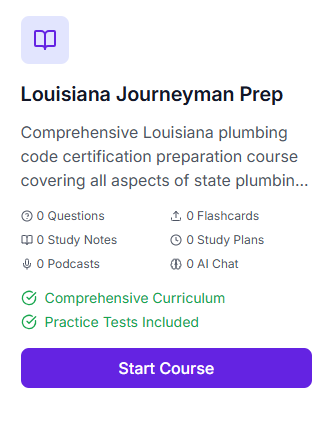 Louisiana Journeyman Prep
Comprehensive Louisiana plumbing
code certification preparation course
covering all aspects of state plumbin...
0 Questions
0 Flashcards
0 Study Notes
0 Study Plans
0 Podcasts
0 AI Chat
Comprehensive Curriculum
Practice Tests Included
Start Course